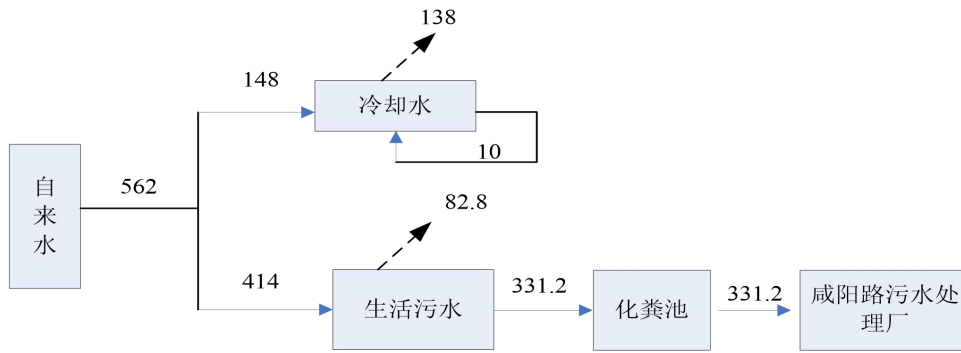 138
148
冷却水
10
自
来
水
562
82.8
414
生活污水
331.2
化粪池
331.2
咸阳路污水处
理厂